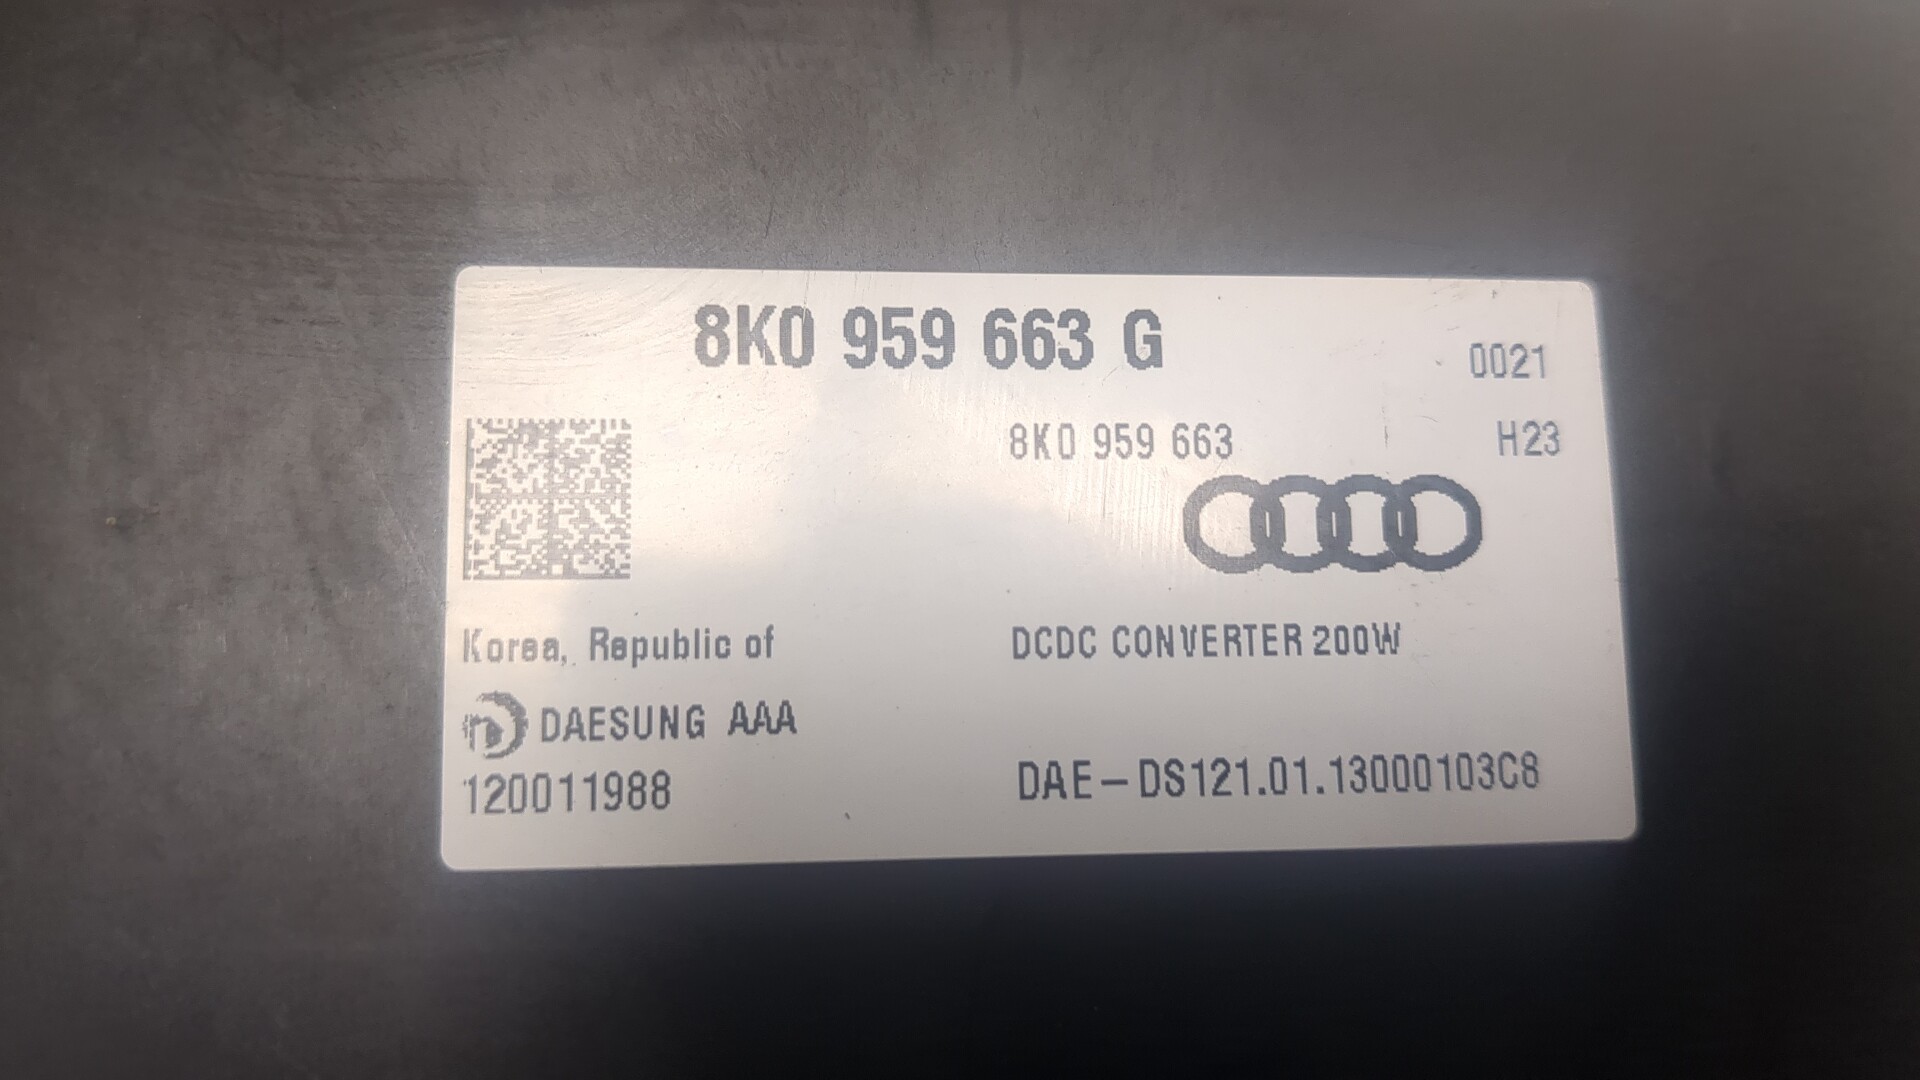 8K0 959 663 G
0021
8K0 959 663
H23
Korea, Republic of
DCDC CONVERTER 200W
DAESUNG AAA
120011988
DAE-DS121.01.13000103C8